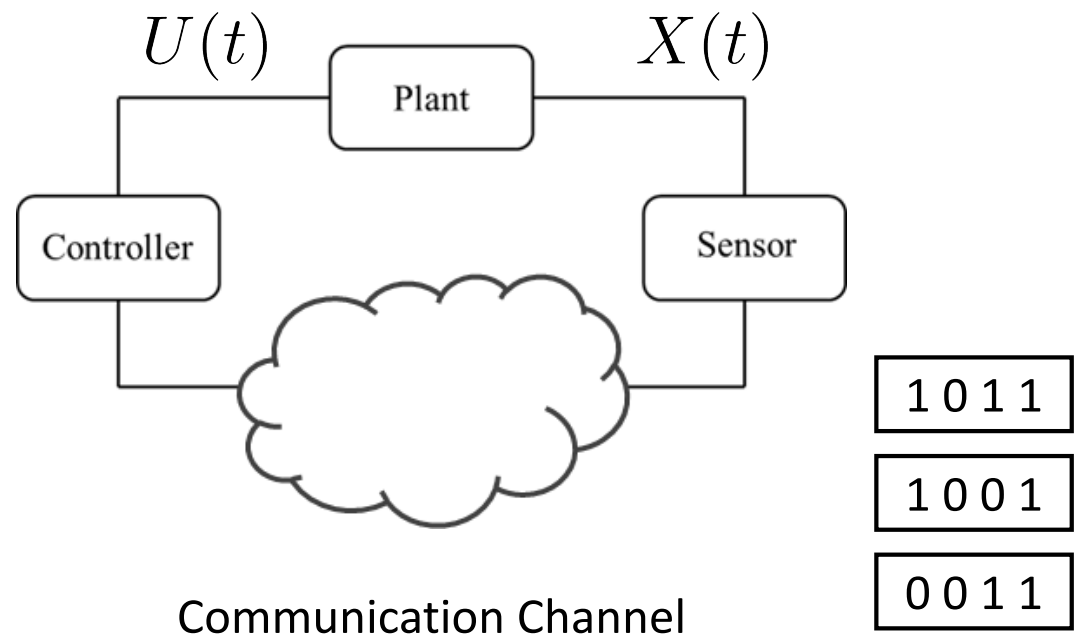 U(t)
X(t)
Plant
Controller
Sensor
1 0 1 1
1 0 0 1
0 0 1 1
Communication Channel